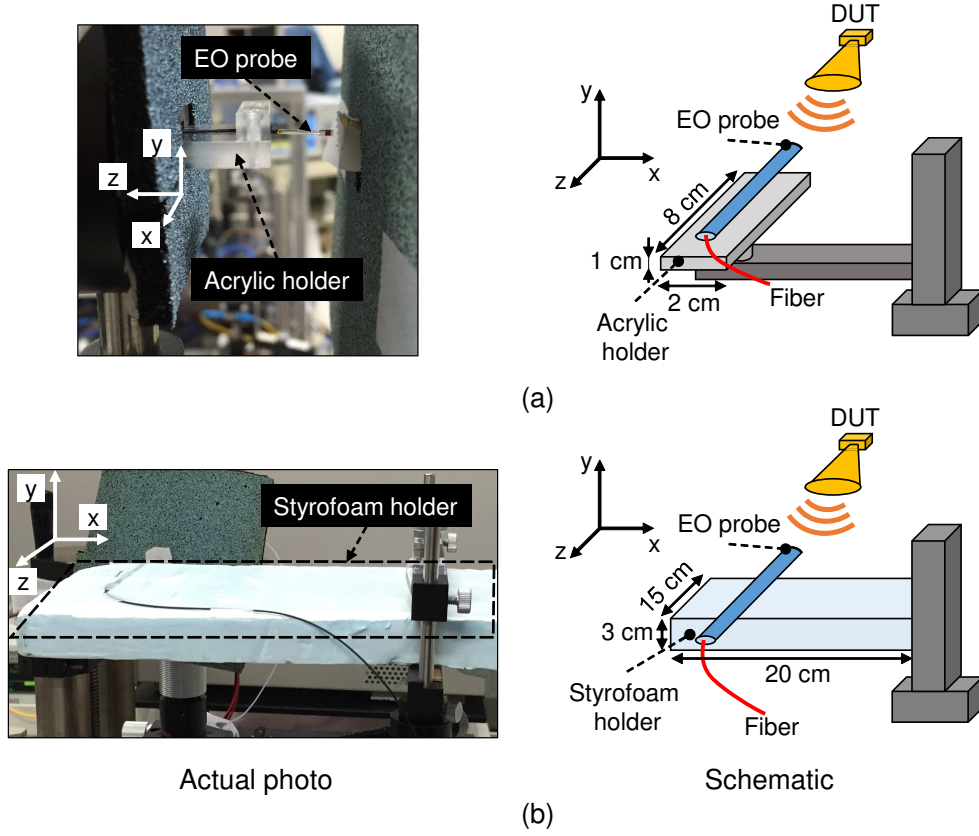 EO probe
y
z
x
Acrylic holder
DUT
y
x
z
EO probe
8 cm
1 cm
2 cm
Fiber
Acrylic
holder
(a)
y
x
z
Styrofoam holder
DUT
y
x
z
EO probe
15 cm
3 cm
20 cm
Styrofoam
holder
Fiber
Actual photo
Schematic
(b)